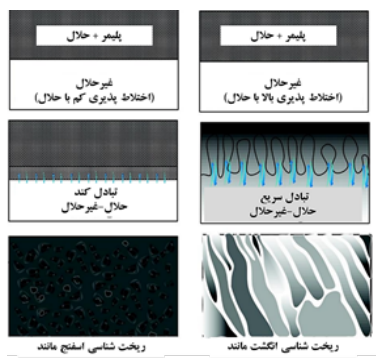 پلیمر + حلال
غیرحلال
(اختلاط پذیری بالا با حلال)
تبادل سریع
حلال-غیرحلال
ریخت شناسی انگشت مانند
پلیمر + حلال
غیرحلال
(اختلاط پذیری کم با حلال)
تبادل کند
حلال-غیرحلال
ریخت شناسی اسفنج مانند